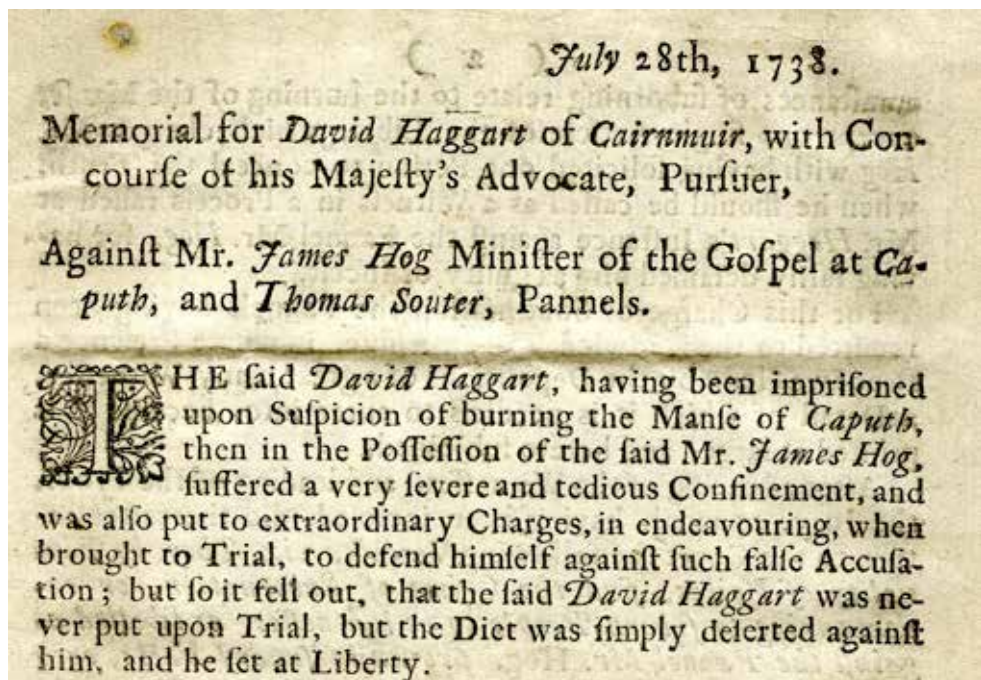 July 28th, 1738.
Memorial for David Haggart of Cairnmuir, with Con-
courſe of his Majeſty's Advocate, Purſuer,
Againſt Mr. James Hog Miniſter of the Goſpel at Ca-
puth, and Thomas Souter, Pannels.
THE ſaid David Haggart, having been impriſoned
upon Suſpicion of burning the Manſe of Caputh,
then in the Poſſeſſion of the ſaid Mr. James Hog,
ſuffered a very ſevere and tedious Confinement, and
was alſo put to extraordinary Charges, in endeavouring, when
brought to Trial, to defend himſelf againſt ſuch falſe Accuſa-
tion; but ſo it fell out, that the ſaid David Haggart was ne-
ver put upon Trial, but the Diet was ſimply deſerted againſt
him, and he ſet at Liberty.